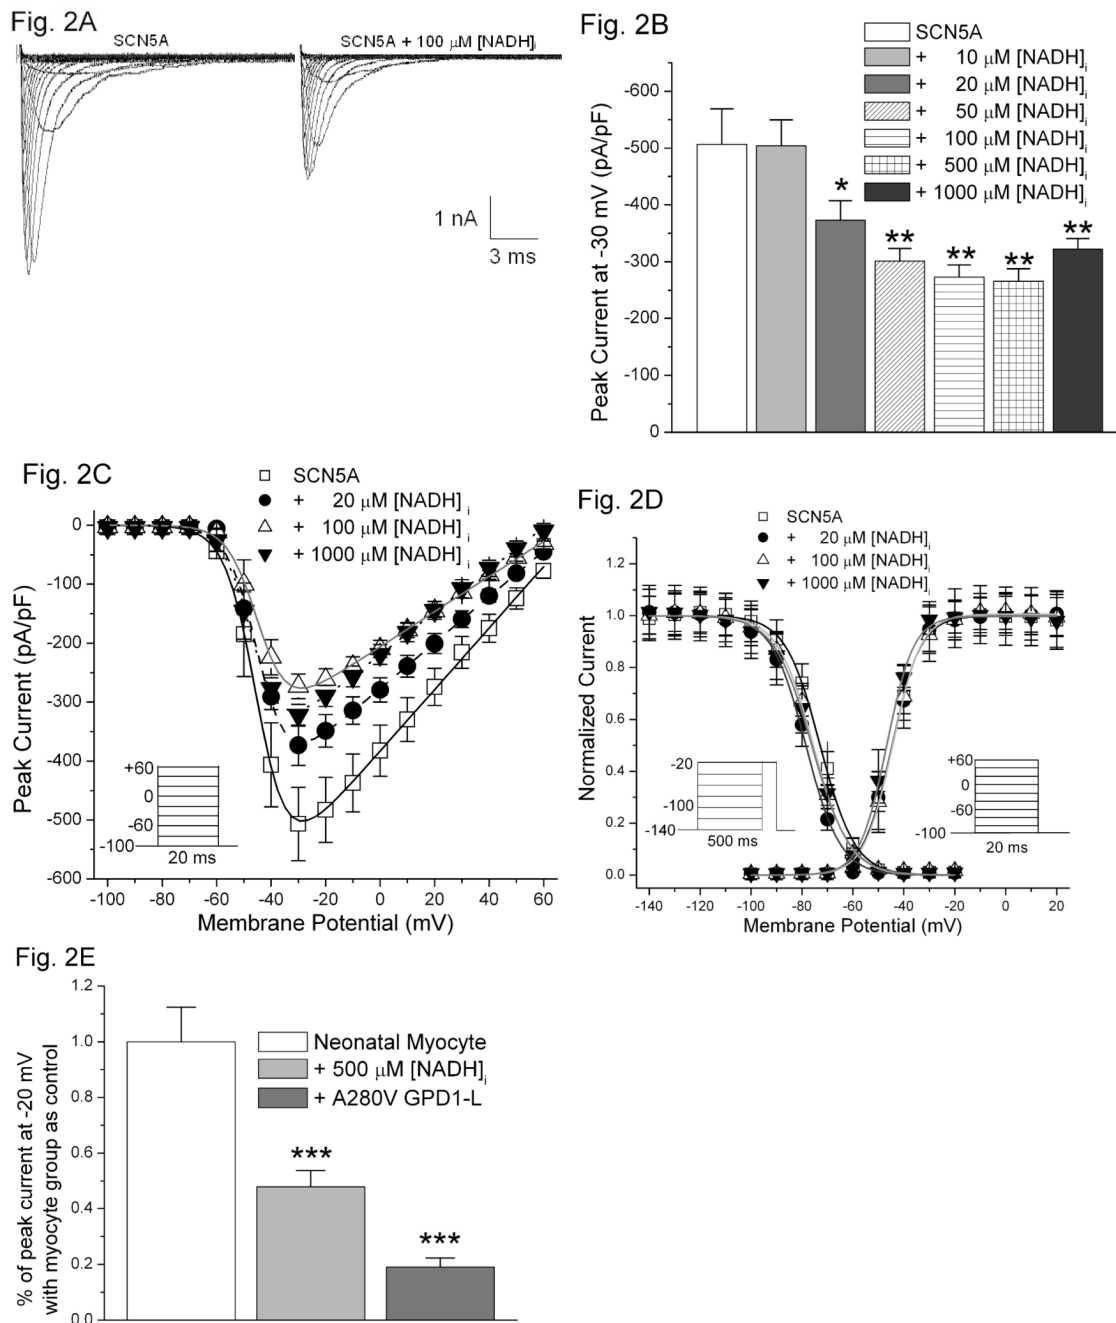 Fig. 2A
SCN5A
SCN5A + 100 μM [NADH]i
1 nA
3 ms
Fig. 2B
SCN5A
+ 10 μM [NADH]i
+ 20 μM [NADH]i
+ 50 μM [NADH]i
+ 100 μM [NADH]i
+ 500 μM [NADH]i
+ 1000 μM [NADH]i
Peak Current at -30 mV (pA/pF)
-600
-500
-400
-300
-200
-100
0
*
**
**
**
**
Fig. 2C
SCN5A
+ 20 μM [NADH]i
+ 100 μM [NADH]i
+ 1000 μM [NADH]i
Peak Current (pA/pF)
0
-100
-200
-300
-400
-500
-600
+60
0
-60
-100
20 ms
-100 -80 -60 -40 -20 0 20 40 60
Membrane Potential (mV)
Fig. 2D
SCN5A
+ 20 μM [NADH]i
+ 100 μM [NADH]i
+ 1000 μM [NADH]i
Normalized Current
1.2
1.0
0.8
0.6
0.4
0.2
0.0
-20
-100
-140
500 ms
+60
0
-60
-100
20 ms
-140 -120 -100 -80 -60 -40 -20 0 20
Membrane Potential (mV)
Fig. 2E
% of peak current at -20 mV
with myocyte group as control
1.2
1.0
0.8
0.6
0.4
0.2
0.0
Neonatal Myocyte
+ 500 μM [NADH]i
+ A280V GPD1-L
***
***